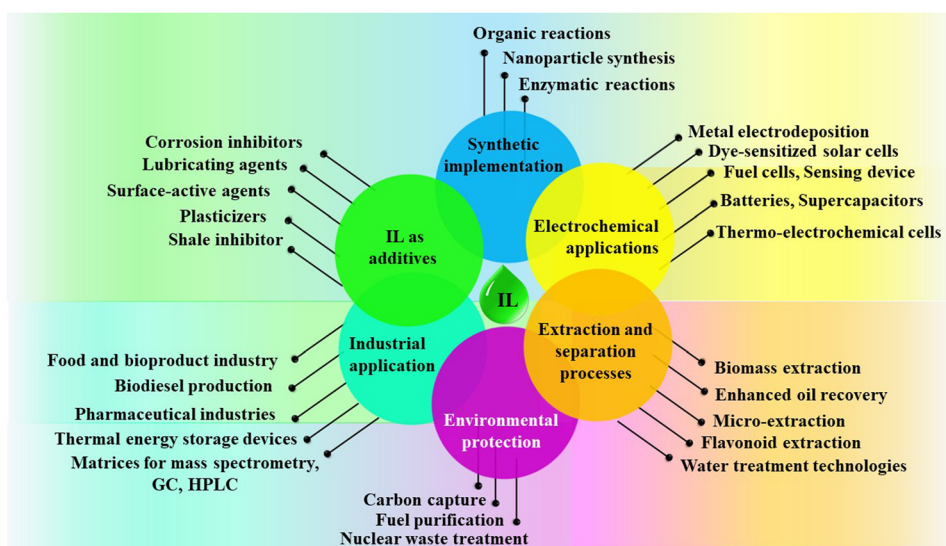 Organic reactions
Nanoparticle synthesis
Enzymatic reactions
Synthetic
implementation
Corrosion inhibitors
Lubricating agents
Surface-active agents
Plasticizers
Shale inhibitor
IL as
additives
Metal electrodeposition
Dye-sensitized solar cells
Fuel cells, Sensing device
Batteries, Supercapacitors
Thermo-electrochemical cells
Electrochemical
applications
IL
Industrial
application
Food and bioproduct industry
Biodiesel production
Pharmaceutical industries
Thermal energy storage devices
Matrices for mass spectrometry,
GC, HPLC
Extraction and
separation
processes
Biomass extraction
Enhanced oil recovery
Micro-extraction
Flavonoid extraction
Water treatment technologies
Environmental
protection
Carbon capture
Fuel purification
Nuclear waste treatment